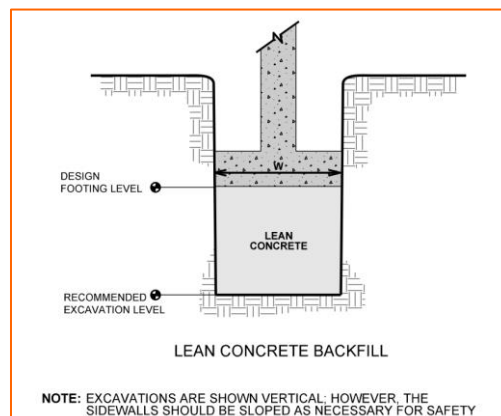 DESIGN
FOOTING LEVEL
W
LEAN
CONCRETE
RECOMMENDED
EXCAVATION LEVEL
LEAN CONCRETE BACKFILL
NOTE: EXCAVATIONS ARE SHOWN VERTICAL; HOWEVER, THE
SIDEWALLS SHOULD BE SLOPED AS NECESSARY FOR SAFETY